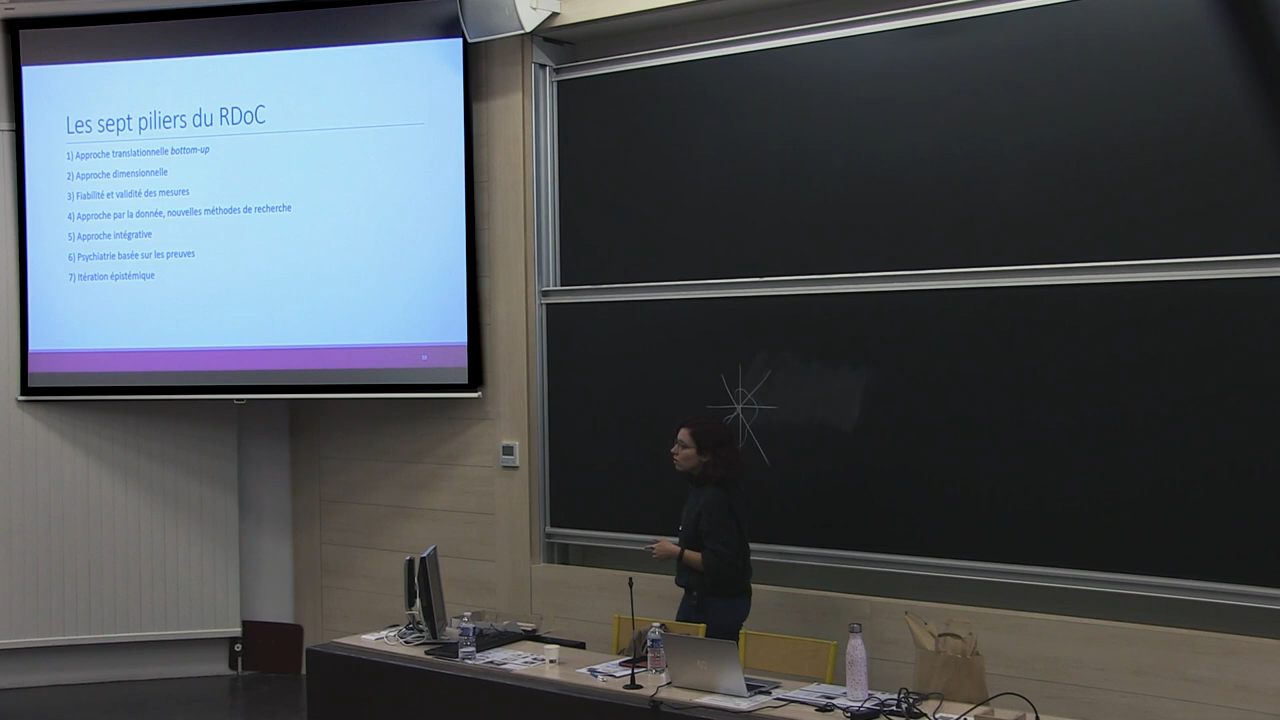 Les sept piliers du RDoC
1) Approche translationnelle bottom-up
2) Approche dimensionnelle
3) Fiabilité et validité des mesures
4) Approche par la donnée, nouvelles méthodes de recherche
5) Approche intégrative
6) Psychiatrie basée sur les preuves
7) Itération épistémique